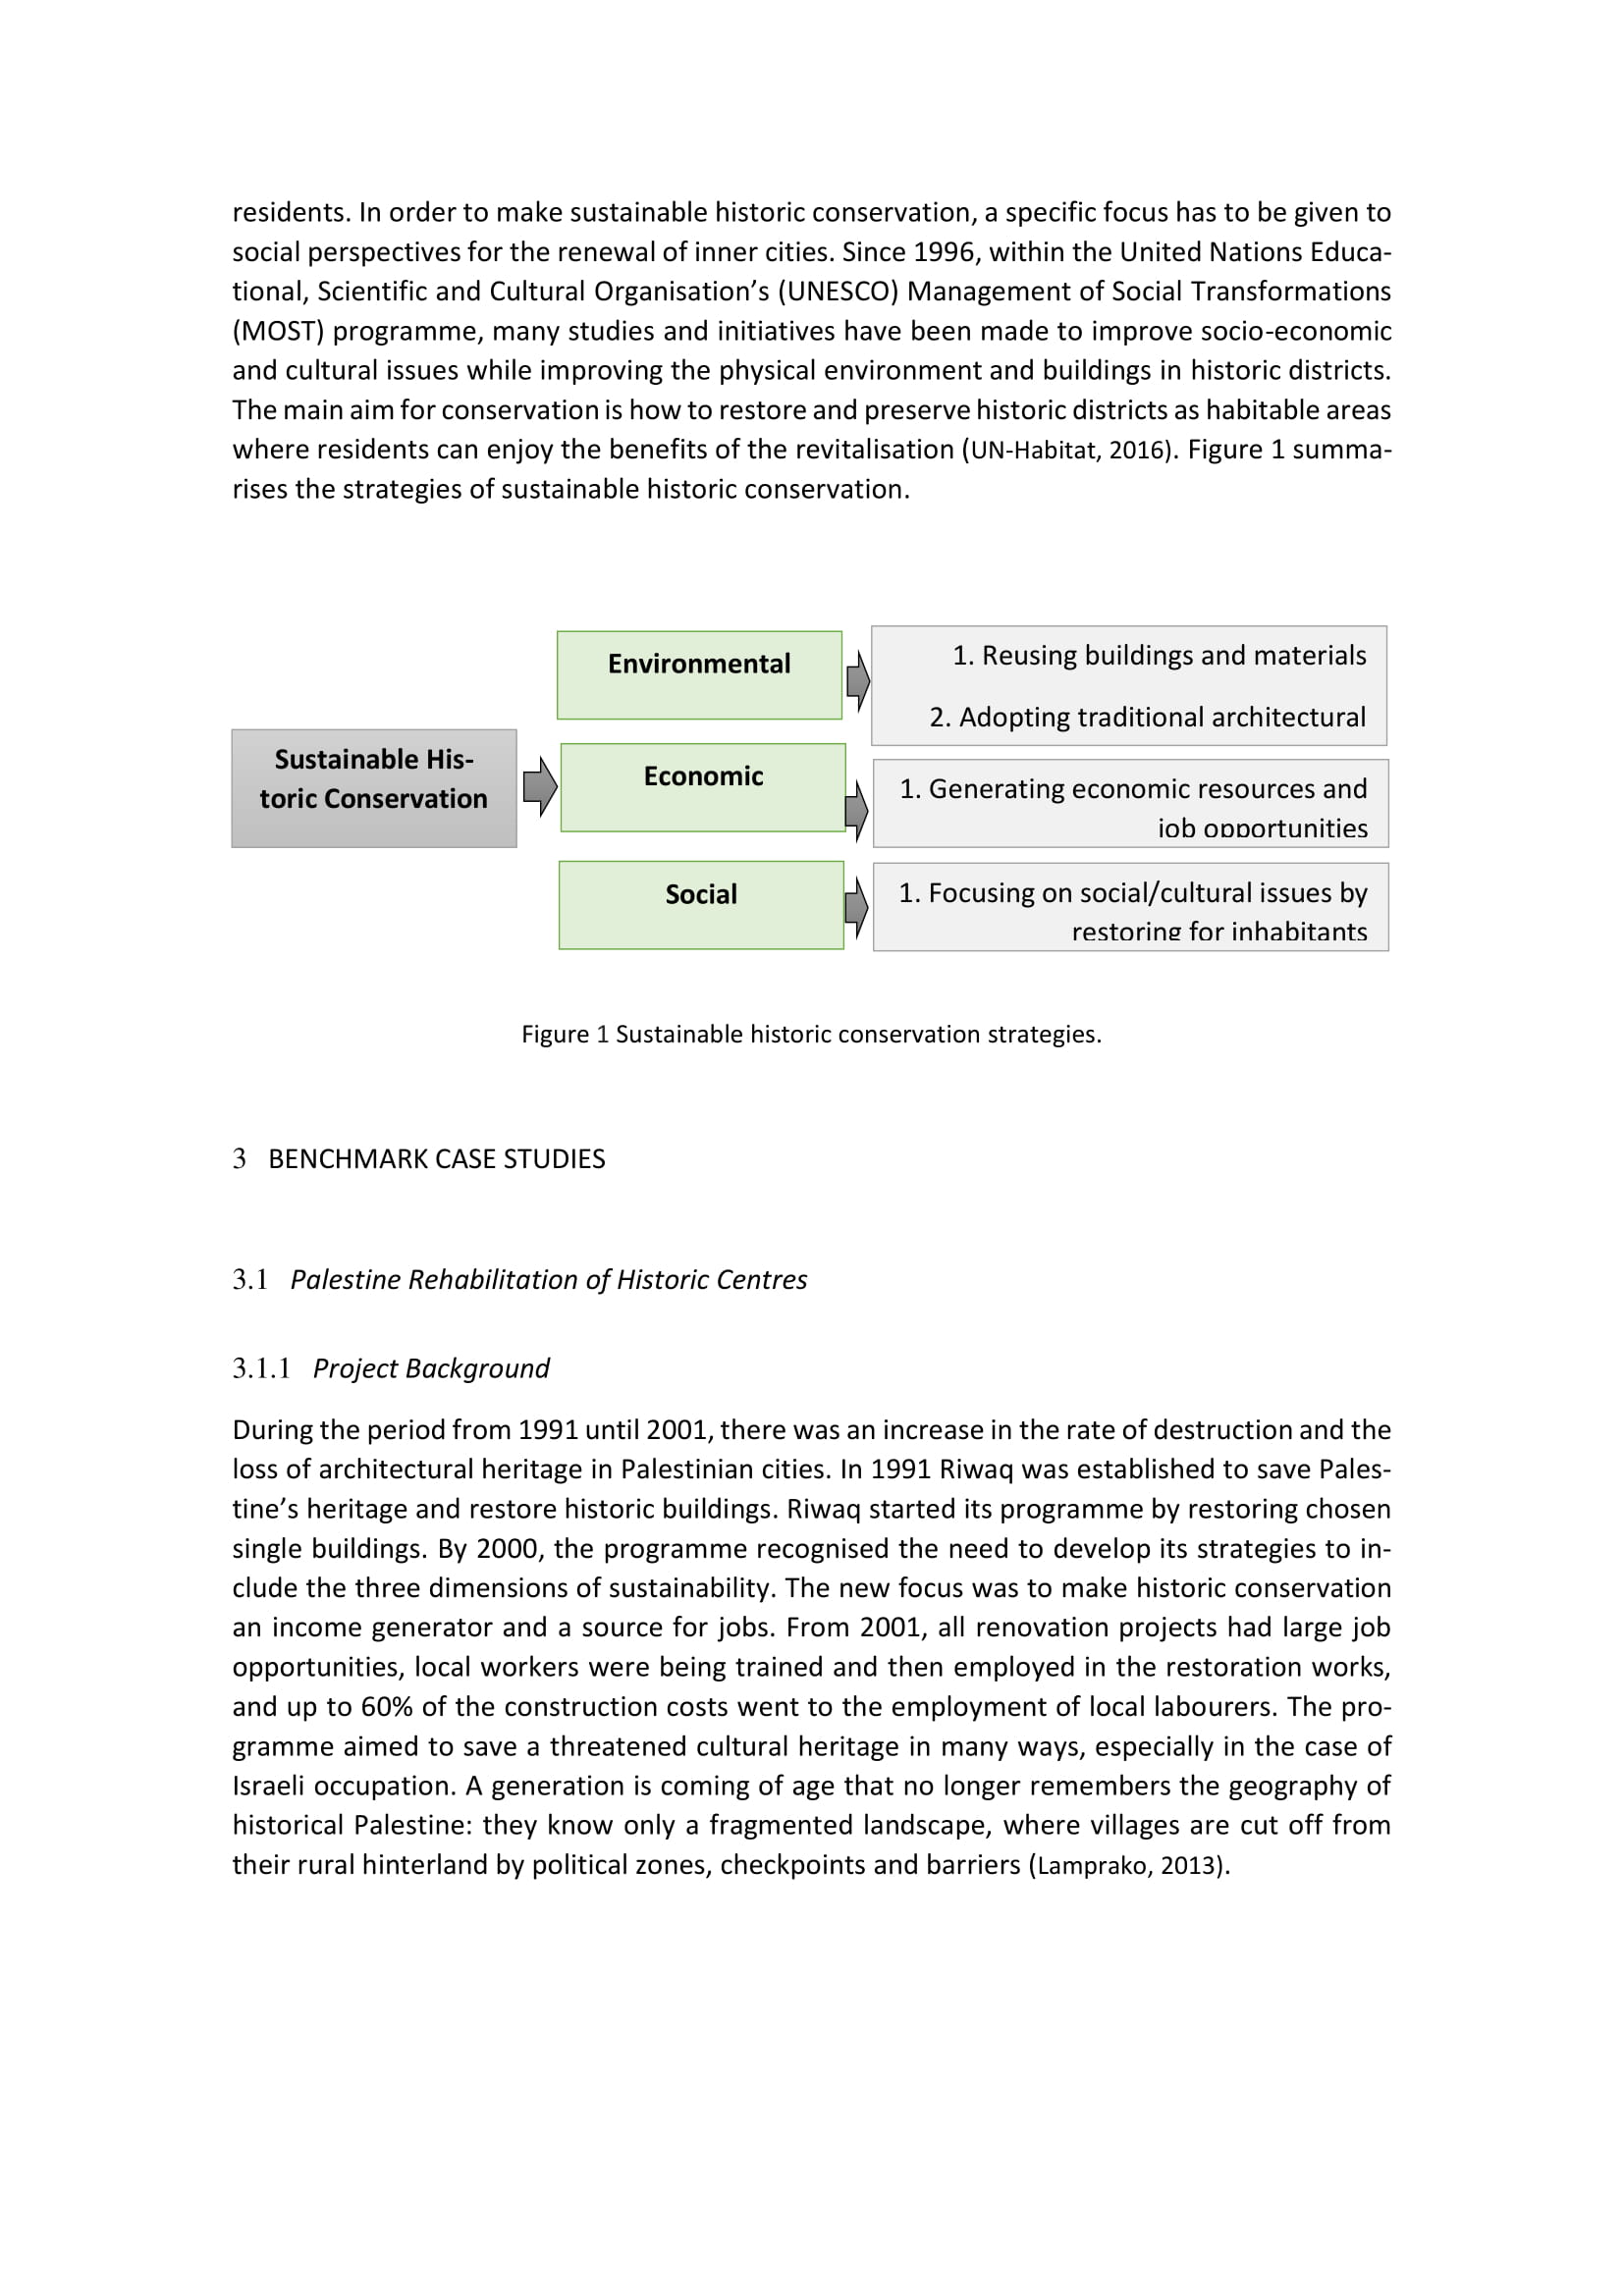 residents. In order to make sustainable historic conservation, a specific focus has to be given to
social perspectives for the renewal of inner cities. Since 1996, within the United Nations Educa-
tional, Scientific and Cultural Organisation’s (UNESCO) Management of Social Transformations
(MOST) programme, many studies and initiatives have been made to improve socio-economic
and cultural issues while improving the physical environment and buildings in historic districts.
The main aim for conservation is how to restore and preserve historic districts as habitable areas
where residents can enjoy the benefits of the revitalisation (UN-Habitat, 2016). Figure 1 summa-
rises the strategies of sustainable historic conservation.
Sustainable His-
toric Conservation
Environmental
1. Reusing buildings and materials
2. Adopting traditional architectural
Economic
1. Generating economic resources and
job opportunities
Social
1. Focusing on social/cultural issues by
restoring for inhabitants
Figure 1 Sustainable historic conservation strategies.
3 BENCHMARK CASE STUDIES
3.1 Palestine Rehabilitation of Historic Centres
3.1.1 Project Background
During the period from 1991 until 2001, there was an increase in the rate of destruction and the
loss of architectural heritage in Palestinian cities. In 1991 Riwaq was established to save Pales-
tine’s heritage and restore historic buildings. Riwaq started its programme by restoring chosen
single buildings. By 2000, the programme recognised the need to develop its strategies to in-
clude the three dimensions of sustainability. The new focus was to make historic conservation
an income generator and a source for jobs. From 2001, all renovation projects had large job
opportunities, local workers were being trained and then employed in the restoration works,
and up to 60% of the construction costs went to the employment of local labourers. The pro-
gramme aimed to save a threatened cultural heritage in many ways, especially in the case of
Israeli occupation. A generation is coming of age that no longer remembers the geography of
historical Palestine: they know only a fragmented landscape, where villages are cut off from
their rural hinterland by political zones, checkpoints and barriers (Lamprako, 2013).